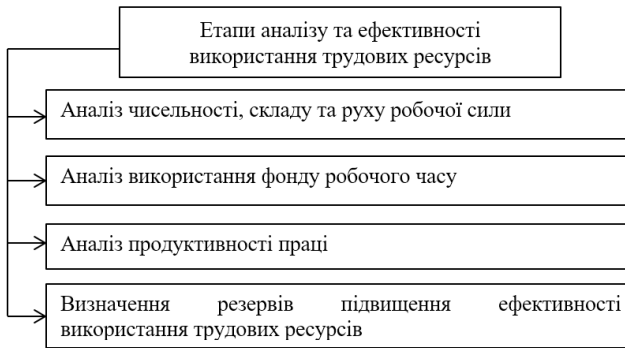 Етапи аналізу та ефективності
використання трудових ресурсів
Аналіз чисельності, складу та руху робочої сили
Аналіз використання фонду робочого часу
Аналіз продуктивності праці
Визначення резервів підвищення ефективності
використання трудових ресурсів